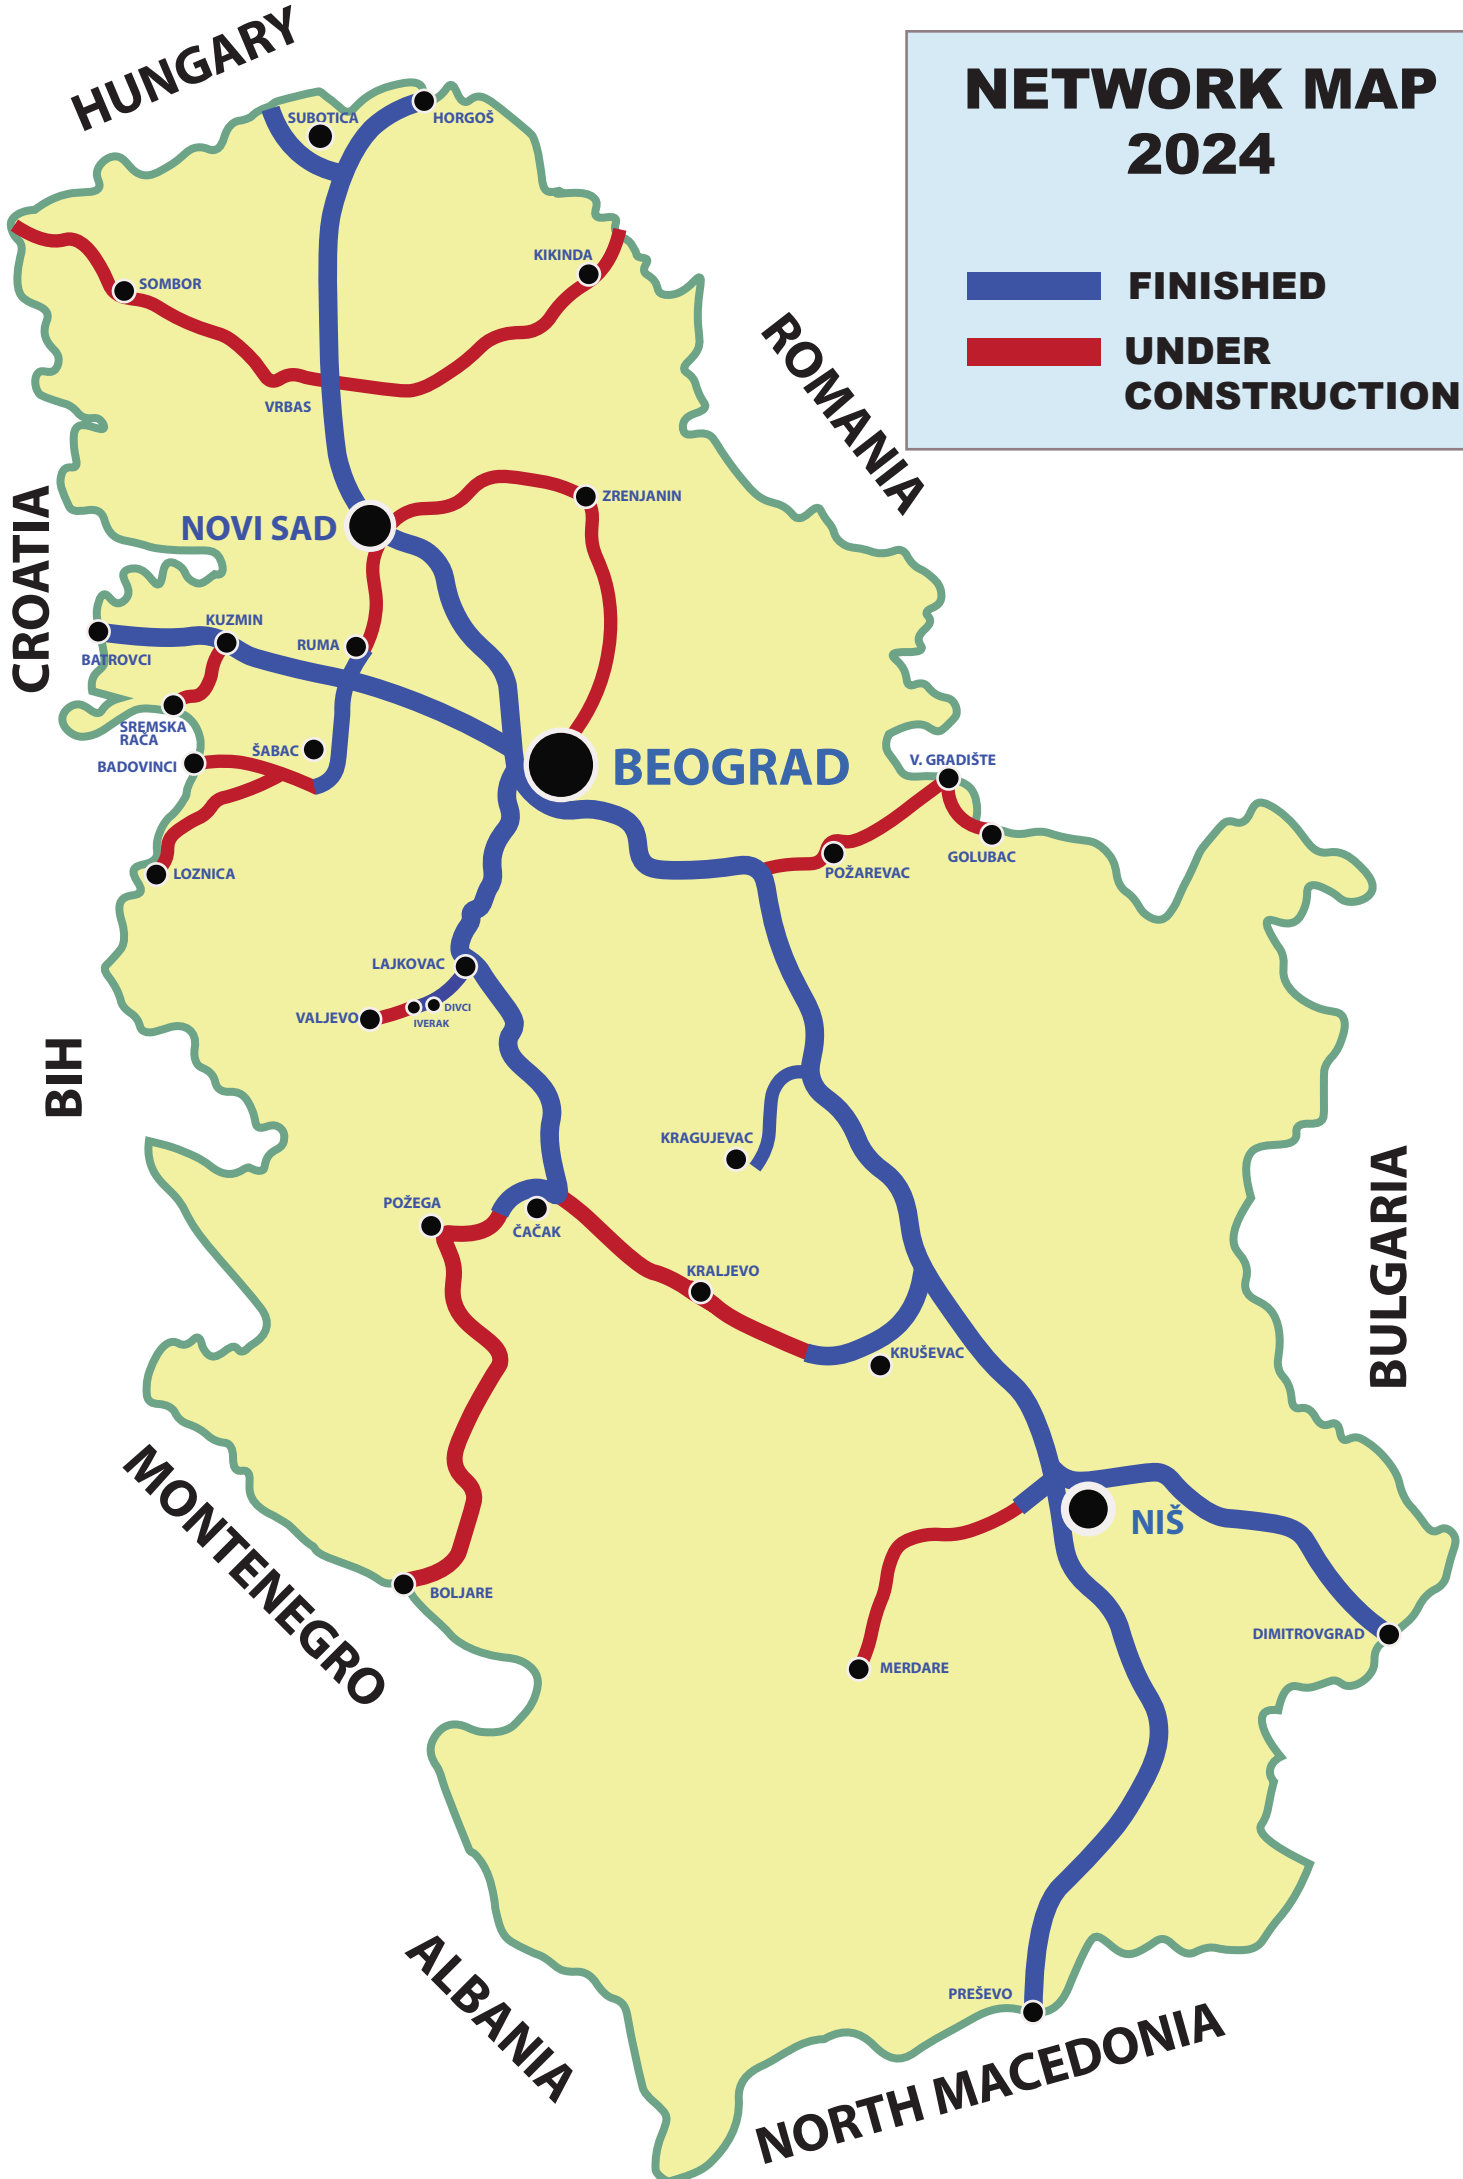 HUNGARY
NETWORK MAP
2024
FINISHED
UNDER
CONSTRUCTION
SUBOTICA
HORGOŠ
KIKINDA
SOMBOR
ROMANIA
VRBAS
CROATIA
ZRENJANIN
NOVI SAD
KUZMIN
RUMA
BATROVCI
SREMSKA
RAČA
ŠABAC
BADOVINCI
BEOGRAD
V. GRADIŠTE
GOLUBAC
POŽAREVAC
LOZNICA
LAJKOVAC
DIVCI
VALJEVO
IVERAK
BIH
KRAGUJEVAC
BULGARIA
POŽEGA
ČAČAK
KRALJEVO
KRUŠEVAC
MONTENEGRO
NIŠ
BOLJARE
DIMITROVGRAD
MERDARE
ALBANIA
PREŠEVO
NORTH MACEDONIA